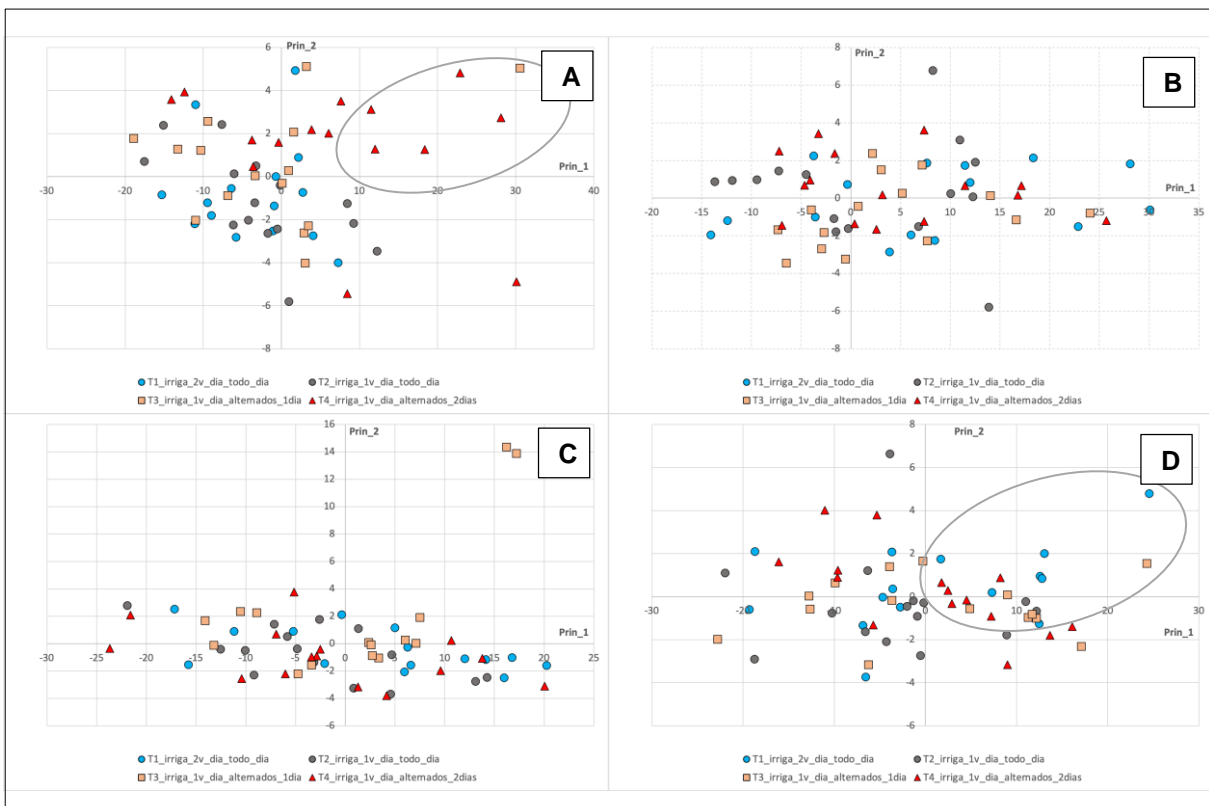 Prin_2
6
A
4
2
Prin_1
0
-30 -20 -10 0 10 20 30 40
-2
-4
-6
-8
T1_irriga_2v_dia_todo_dia T2_irriga_1v_dia_todo_dia
T3_irriga_1v_dia_alternados_1dia T4_irriga_1v_dia_alternados_2dias
Prin_2
8
B
6
4
2
Prin_1
0
-20 -15 -10 -5 0 5 10 15 20 25 30 35
-2
-4
-6
-8
T1_irriga_2v_dia_todo_dia T2_irriga_1v_dia_todo_dia
T3_irriga_1v_dia_alternados_1dia T4_irriga_1v_dia_alternados_2dias
16
Prin_2
14
C
12
10
8
6
4
2
Prin_1
0
-25 -20 -15 -10 -5 0 5 10 15 20 25
-2
-4
-6
T1_irriga_2v_dia_todo_dia T2_irriga_1v_dia_todo_dia
T3_irriga_1v_dia_alternados_1dia T4_irriga_1v_dia_alternados_2dias
8
Prin_2
D
6
4
2
0
-30 -20 -10 0 10 20 30
Prin_1
-2
-4
-6
T1_irriga_2v_dia_todo_dia T2_irriga_1v_dia_todo_dia
T3_irriga_1v_dia_alternados_1dia T4_irriga_1v_dia_alternados_2dias